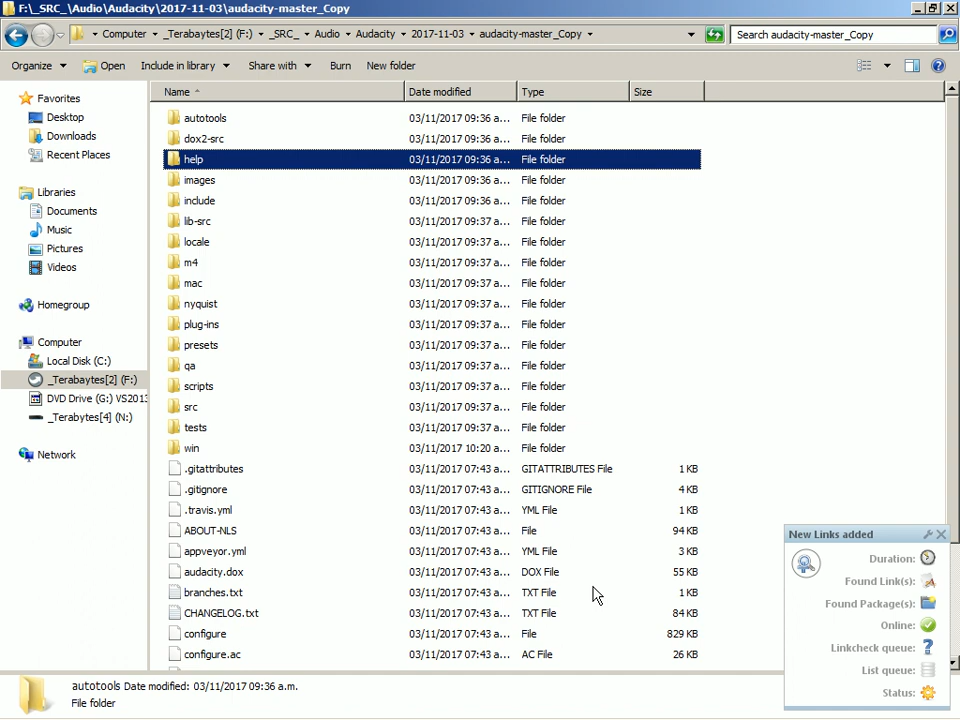 F:\_SRC_\Audio\Audacity\2017-11-03\audacity-master_Copy
Computer _Terabaytes[2] (F:) _SRC_ Audio Audacity 2017-11-03 audacity-master_Copy Search audacity-master_Copy
Organize Open Include in library Share with Burn New folder
Name Date modified Type Size
Favorites
Desktop
Downloads
Recent Places
Libraries
Documents
Music
Pictures
Videos
Homegroup
Computer
Local Disk (C:)
_Terabaytes[2] (F:)
DVD Drive (G:) VS2013
_Terabytes[4] (N:)
Network
autotools 03/11/2017 09:36 a... File folder
dox2-src 03/11/2017 09:36 a... File folder
help 03/11/2017 09:36 a... File folder
images 03/11/2017 09:36 a... File folder
include 03/11/2017 09:36 a... File folder
lib-src 03/11/2017 09:37 a... File folder
locale 03/11/2017 09:37 a... File folder
m4 03/11/2017 09:37 a... File folder
mac 03/11/2017 09:37 a... File folder
nyquist 03/11/2017 09:37 a... File folder
plug-ins 03/11/2017 09:37 a... File folder
presets 03/11/2017 09:37 a... File folder
qa 03/11/2017 09:37 a... File folder
scripts 03/11/2017 09:37 a... File folder
src 03/11/2017 09:37 a... File folder
tests 03/11/2017 09:37 a... File folder
win 03/11/2017 10:20 a... File folder
.gitattributes 03/11/2017 07:43 a... GITATTRIBUTES File 1 KB
.gitignore 03/11/2017 07:43 a... GITIGNORE File 4 KB
.travis.yml 03/11/2017 07:43 a... YML File 1 KB
ABOUT-NLS 03/11/2017 07:43 a... File 94 KB
appveyor.yml 03/11/2017 07:43 a... YML File 3 KB
audacity.dox 03/11/2017 07:43 a... DOX File 55 KB
branches.txt 03/11/2017 07:43 a... TXT File 1 KB
CHANGELOG.txt 03/11/2017 07:43 a... TXT File 84 KB
configure 03/11/2017 07:43 a... File 829 KB
configure.ac 03/11/2017 07:43 a... AC File 26 KB
New Links added
Duration:
Found Link(s):
Found Package(s):
Online:
Linkcheck queue:
List queue:
Status:
autotools Date modified: 03/11/2017 09:36 a.m.
File folder